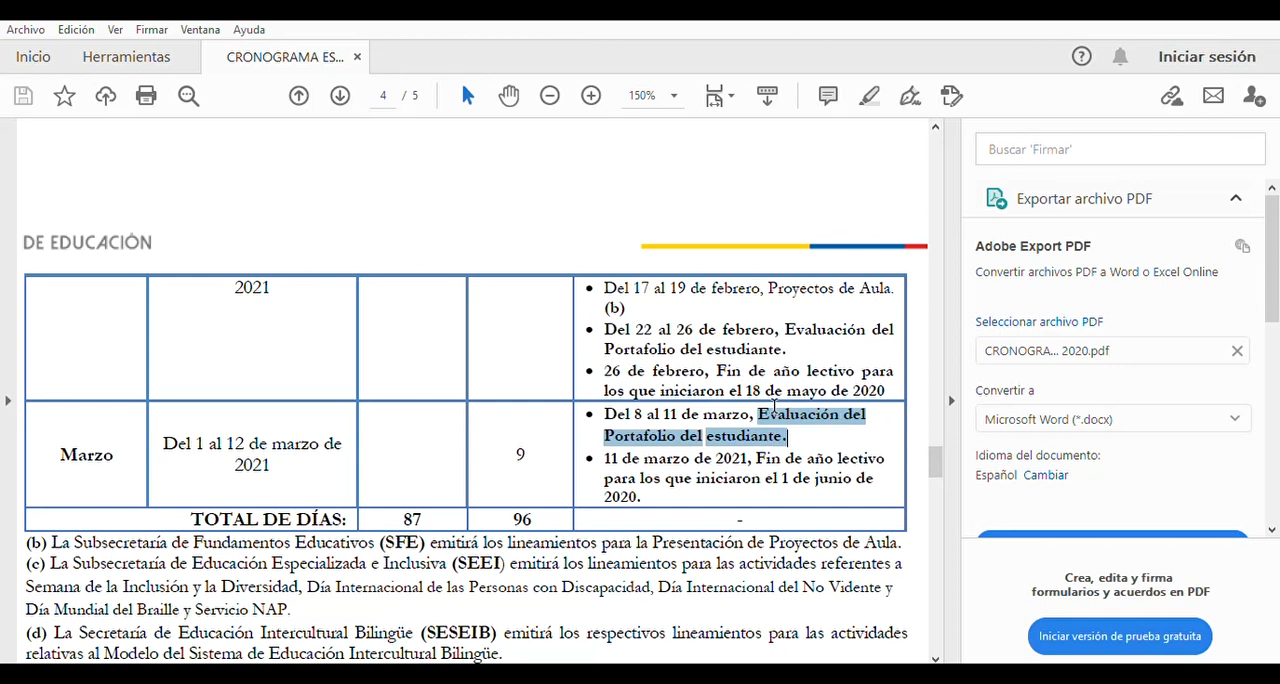 Archivo Edición Ver Firmar Ventana Ayuda
Inicio Herramientas CRONOGRAMA ES... × Iniciar sesión
4 / 5 150%
Buscar 'Firmar'
Exportar archivo PDF
Adobe Export PDF
Convertir archivos PDF a Word o Excel Online
Seleccionar archivo PDF
CRONOGRA... 2020.pdf
Convertir a
Microsoft Word (*.docx)
Idioma del documento:
Español Cambiar
Crea, edita y firma
formularios y acuerdos en PDF
Iniciar versión de prueba gratuita
DE EDUCACIÓN
2021
• Del 17 al 19 de febrero, Proyectos de Aula.
(b)
• Del 22 al 26 de febrero, Evaluación del
Portafolio del estudiante.
• 26 de febrero, Fin de año lectivo para
los que iniciaron el 18 de mayo de 2020
Marzo
Del 1 al 12 de marzo de
2021
9
• Del 8 al 11 de marzo, Evaluación del
Portafolio del estudiante.
• 11 de marzo de 2021, Fin de año lectivo
para los que iniciaron el 1 de junio de
2020.
TOTAL DE DÍAS: 87 96 -
(b) La Subsecretaría de Fundamentos Educativos (SFE) emitirá los lineamientos para la Presentación de Proyectos de Aula.
(c) La Subsecretaría de Educación Especializada e Inclusiva (SEEI) emitirá los lineamientos para las actividades referentes a
Semana de la Inclusión y la Diversidad, Día Internacional de las Personas con Discapacidad, Día Internacional del No Vidente y
Día Mundial del Braille y Servicio NAP.
(d) La Secretaría de Educación Intercultural Bilingüe (SESEIB) emitirá los respectivos lineamientos para las actividades
relativas al Modelo del Sistema de Educación Intercultural Bilingüe.